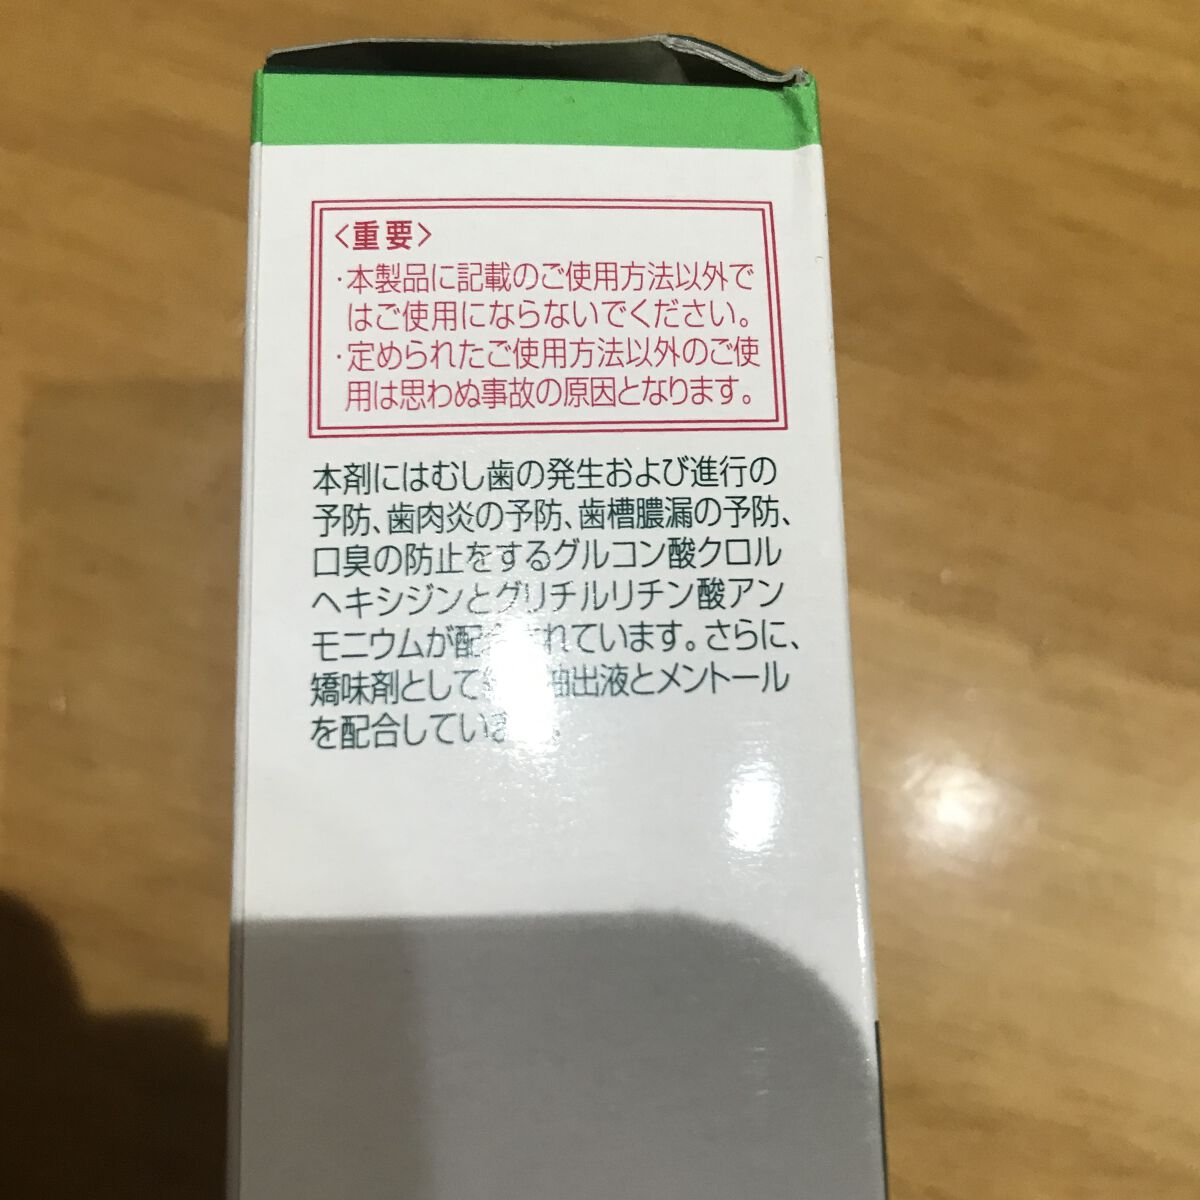 〈重要〉
・本製品に記載のご使用方法以外で
はご使用にならないでください。
・定められたご使用方法以外のご使
用は思わぬ事故の原因となります。
本剤にはむし歯の発生および進行の
予防、歯肉炎の予防、歯槽膿漏の予防、
口臭の防止をするグルコン酸クロル
ヘキシジンとグリチルリチン酸アン
モニウムが配合されています。さらに、
矯味剤として 抽出液とメントール
を配合しています。